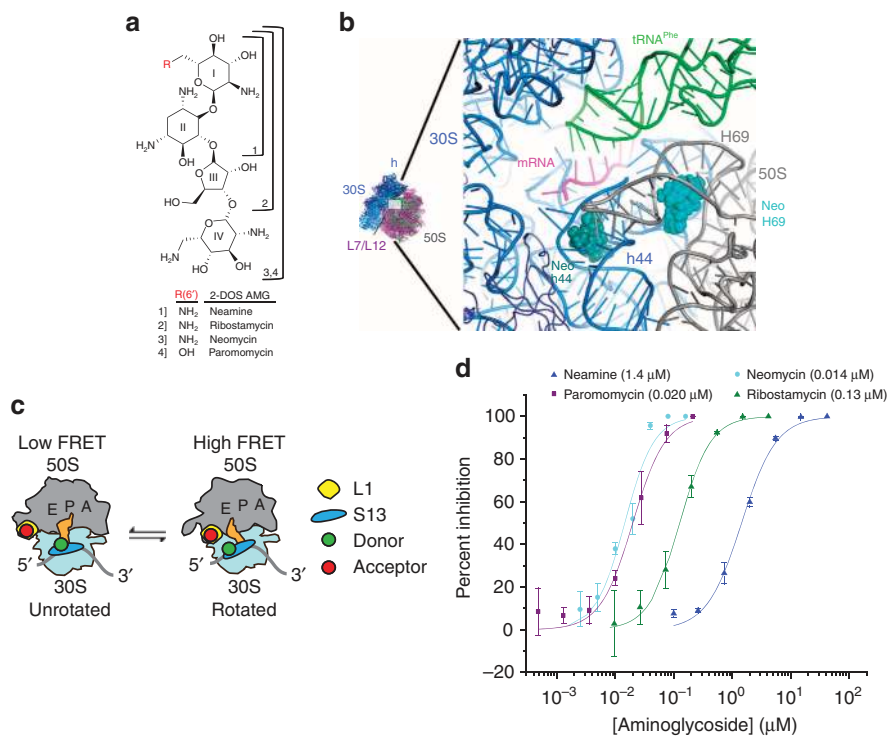 a
OH
R
OH
O
I
NH2
NH2
O
II
H2N
OH
O
O
OH
III
HO
O
1
O
2
NH2
IV
H2N
OH
OH
3,4
R(6′) 2-DOS AMG
1] NH2 Neamine
2] NH2 Ribostamycin
3] NH2 Neomycin
4] OH Paromomycin
b
h
30S
50S
L7/L12
tRNAPhe
30S
mRNA
H69
50S
Neo
H69
Neo
h44
h44
c
Low FRET
50S
E P A
5′
3′
30S
Unrotated
High FRET
50S
E P A
5′
3′
30S
Rotated
L1
S13
Donor
Acceptor
d
Neamine (1.4 μM)
Neomycin (0.014 μM)
Paromomycin (0.020 μM)
Ribostamycin (0.13 μM)
Percent inhibition
100
80
60
40
20
0
−20
10−3
10−2
10−1
100
101
102
[Aminoglycoside] (μM)